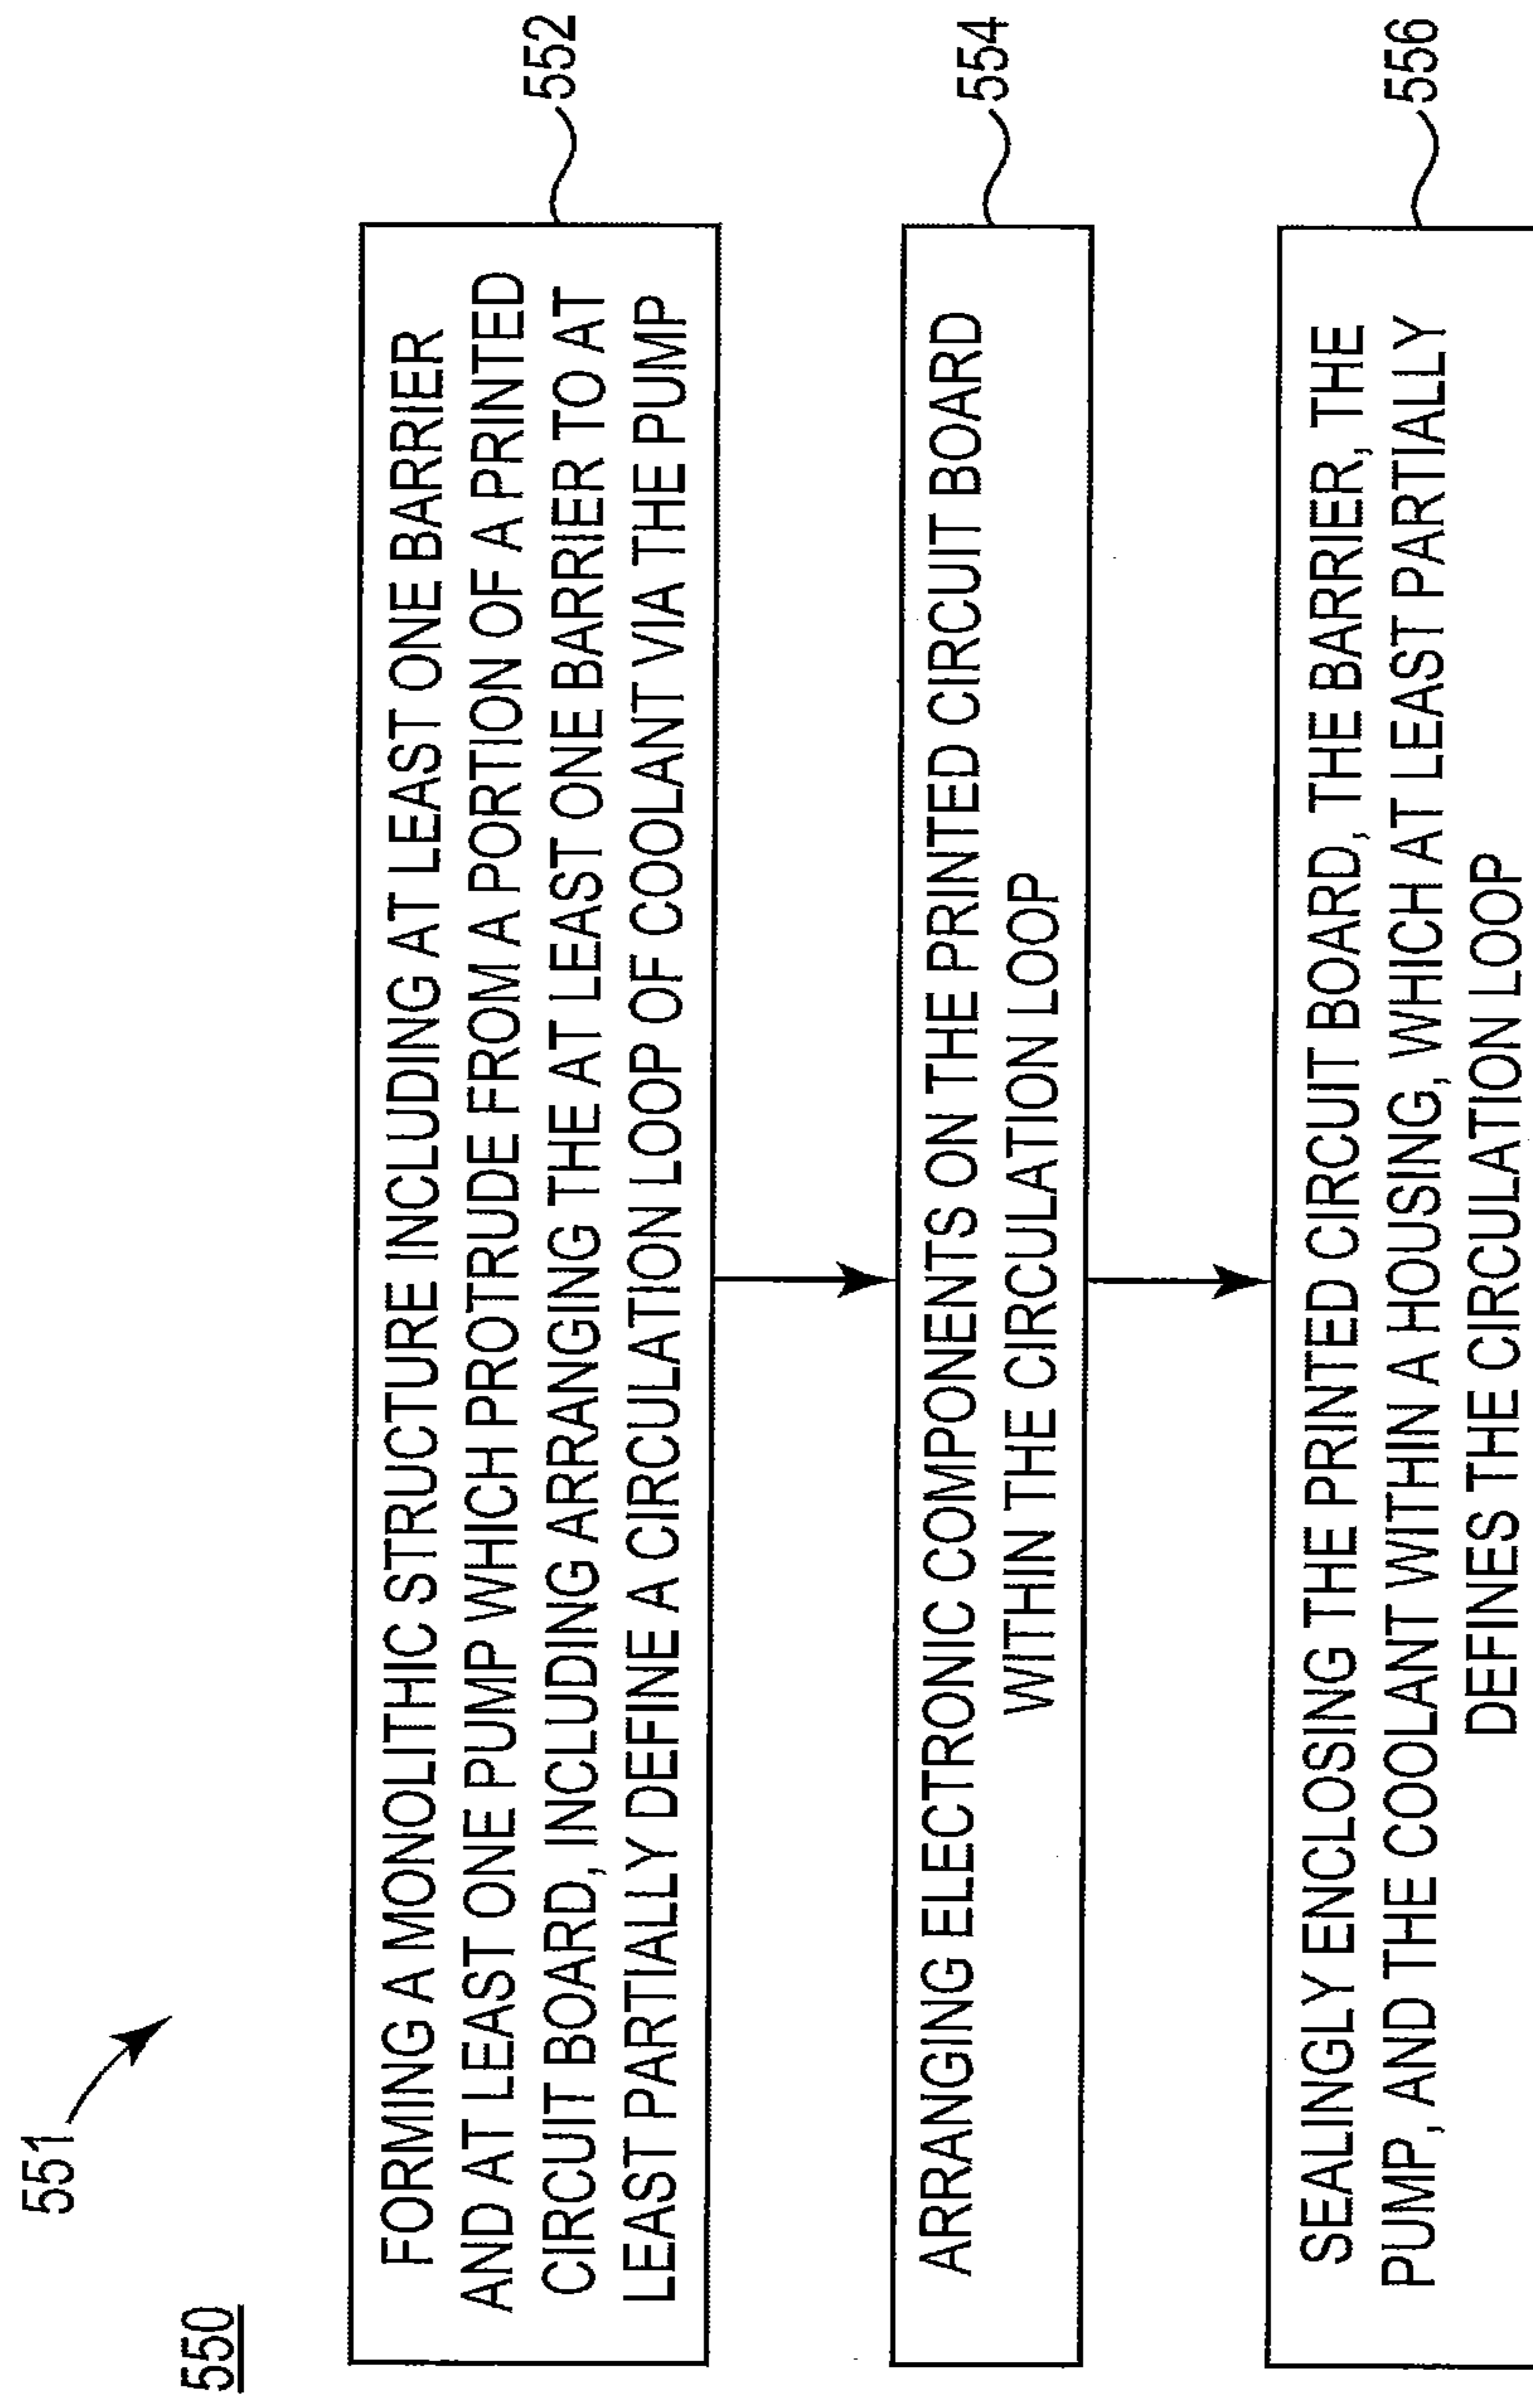 551
550
FORMING A MONOLITHIC STRUCTURE INCLUDING AT LEAST ONE BARRIER
AND AT LEAST ONE PUMP WHICH PROTRUDE FROM A PORTION OF A PRINTED
CIRCUIT BOARD, INCLUDING ARRANGING THE AT LEAST ONE BARRIER TO AT
LEAST PARTIALLY DEFINE A CIRCULATION LOOP OF COOLANT VIA THE PUMP
552
ARRANGING ELECTRONIC COMPONENTS ON THE PRINTED CIRCUIT BOARD
WITHIN THE CIRCULATION LOOP
554
SEALINGLY ENCLOSING THE PRINTED CIRCUIT BOARD, THE BARRIER, THE
PUMP, AND THE COOLANT WITHIN A HOUSING, WHICH AT LEAST PARTIALLY
DEFINES THE CIRCULATION LOOP
556